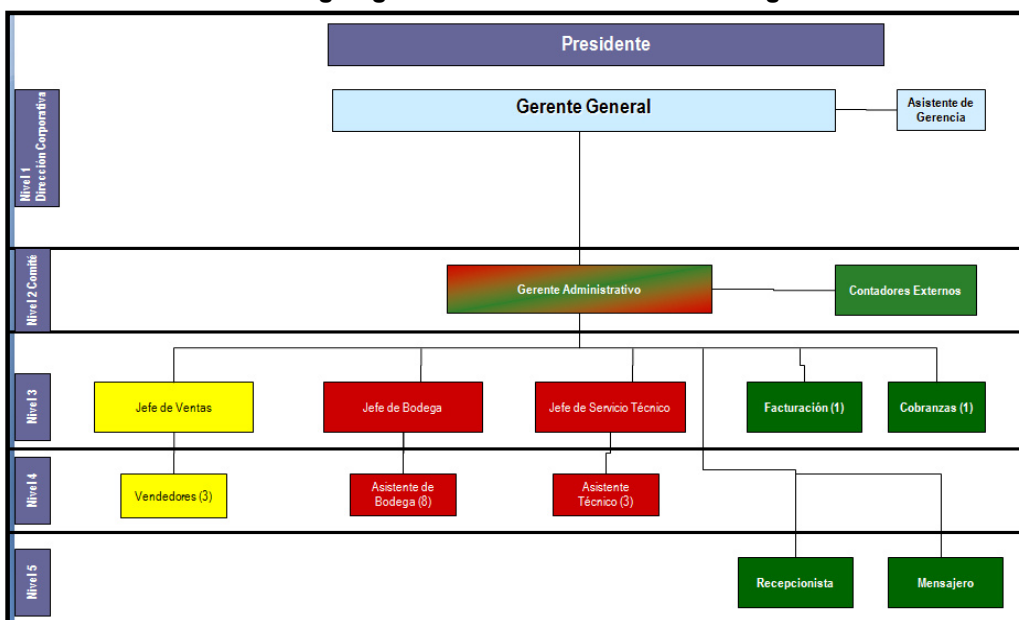 Presidente
Gerente General
Asistente de
Gerencia
Nivel 1
Dirección Corporativa
Nivel 2 Comité
Gerente Administrativo
Contadores Externos
Nivel 3
Jefe de Ventas
Jefe de Bodega
Jefe de Servicio Técnico
Facturación (1)
Cobranzas (1)
Nivel 4
Vendedores (3)
Asistente de
Bodega (8)
Asistente
Técnico (3)
Nivel 5
Recepcionista
Mensajero